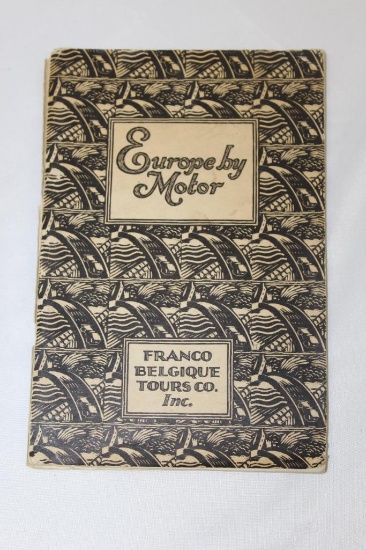 Europe by
Motor
FRANCO
BELGIQUE
TOURS CO.
Inc.